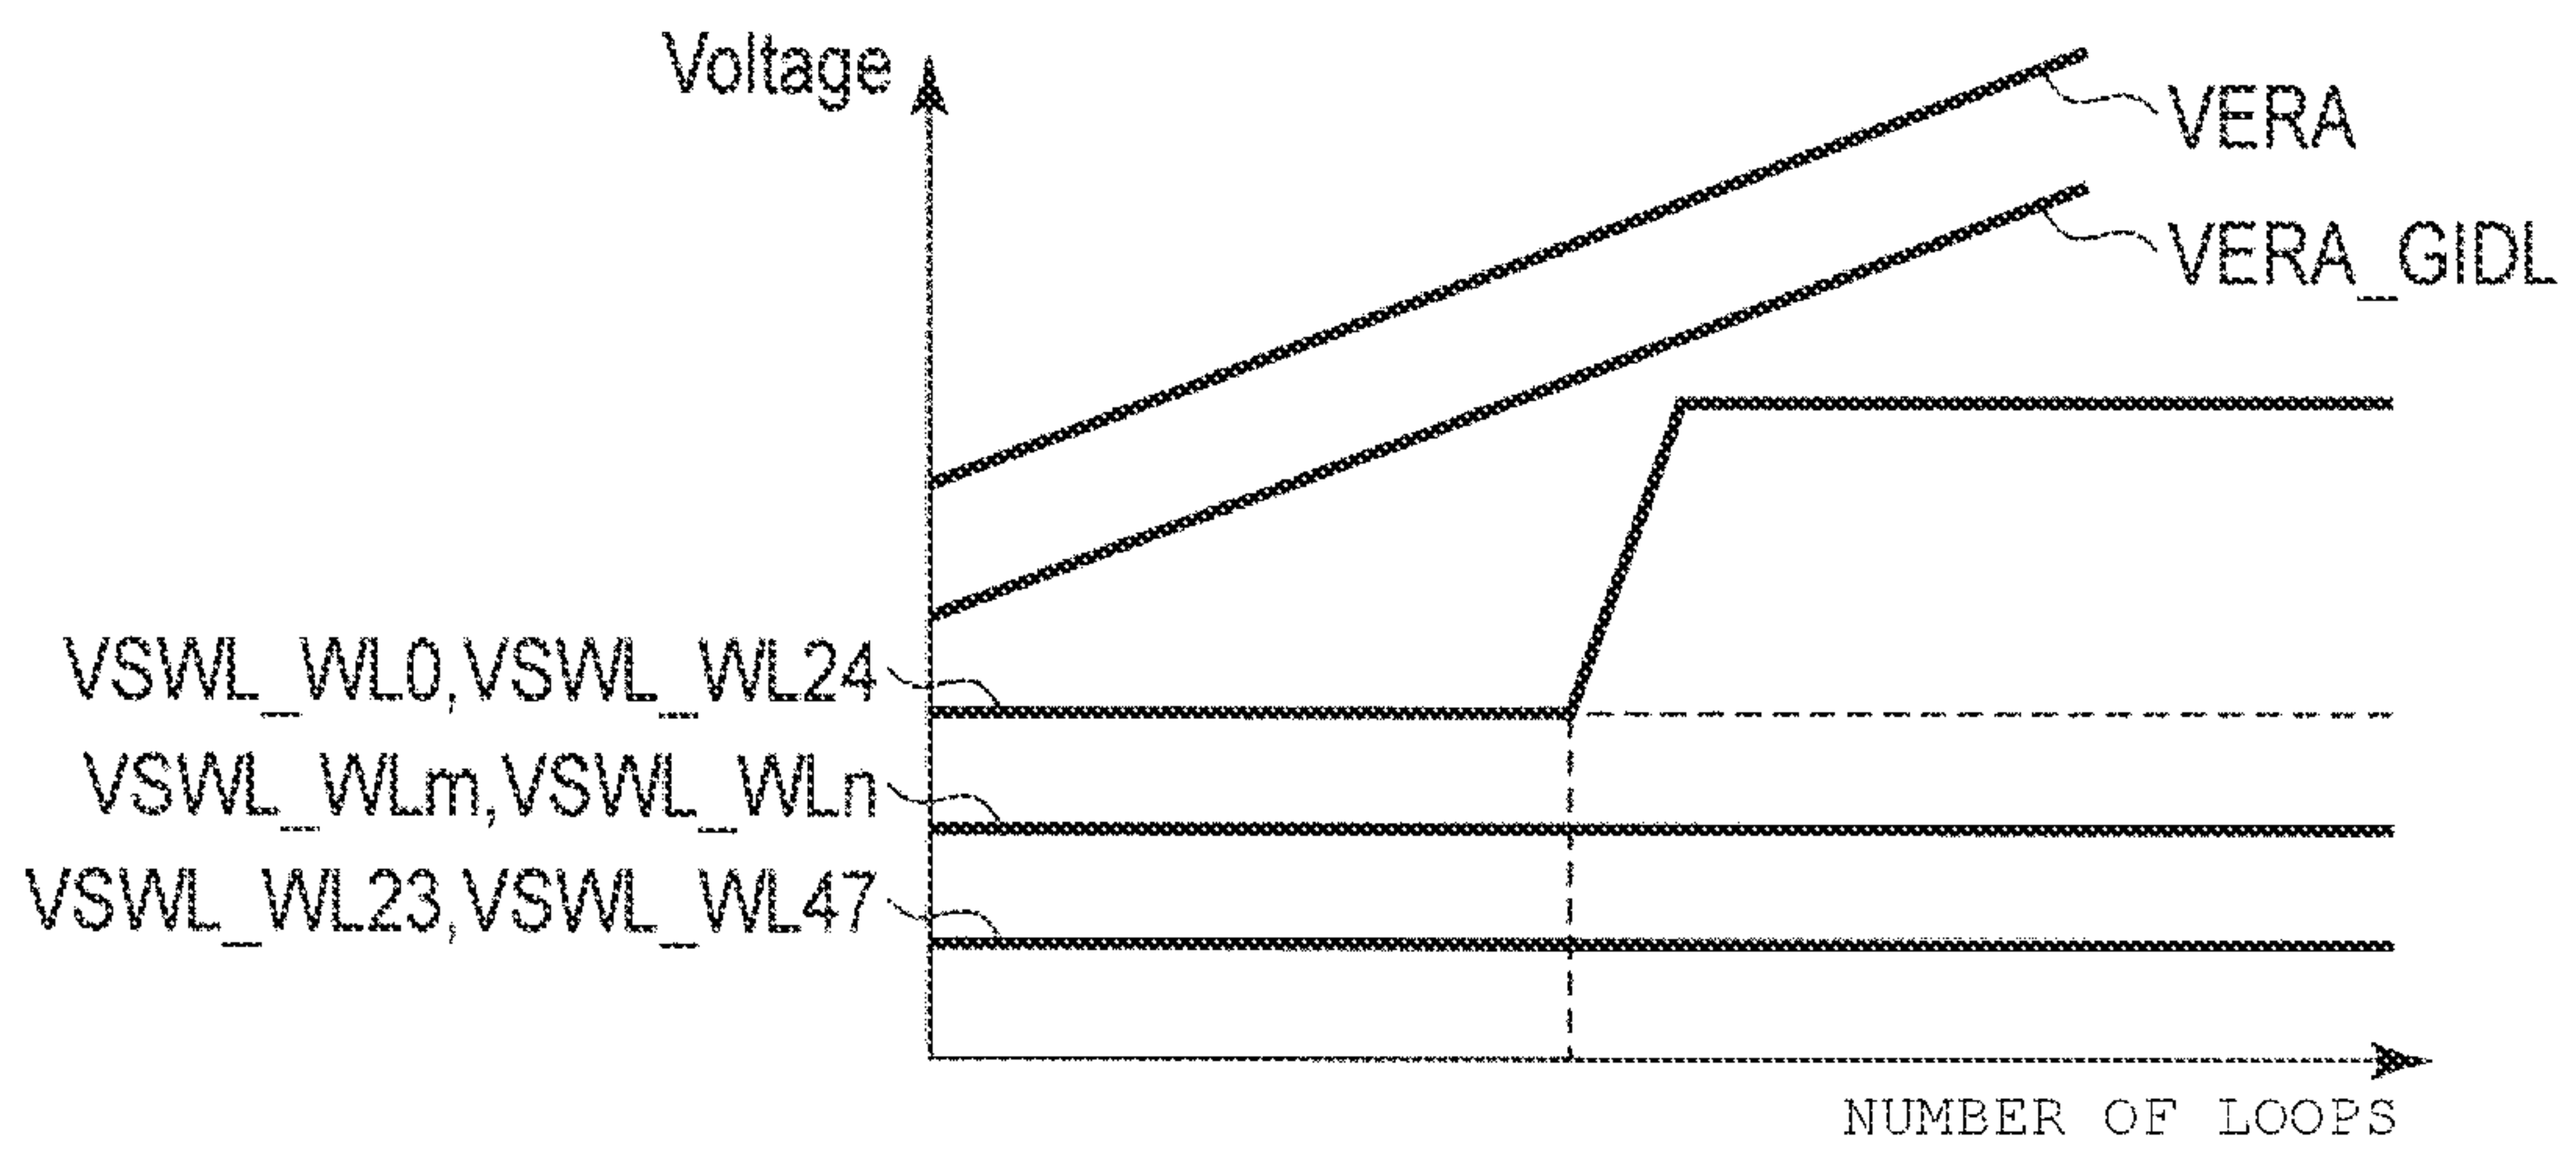 Voltage
VERA
VERA_GIDL
VSWL_WL0,VSWL_WL24
VSWL_WLm,VSWL_WLn
VSWL_WL23,VSWL_WL47
NUMBER OF LOOPS